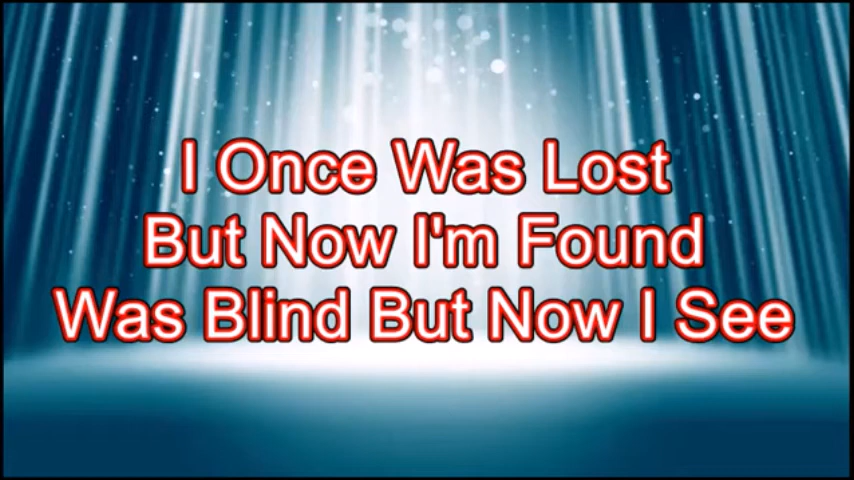 I Once Was Lost
But Now I'm Found
Was Blind But Now I See